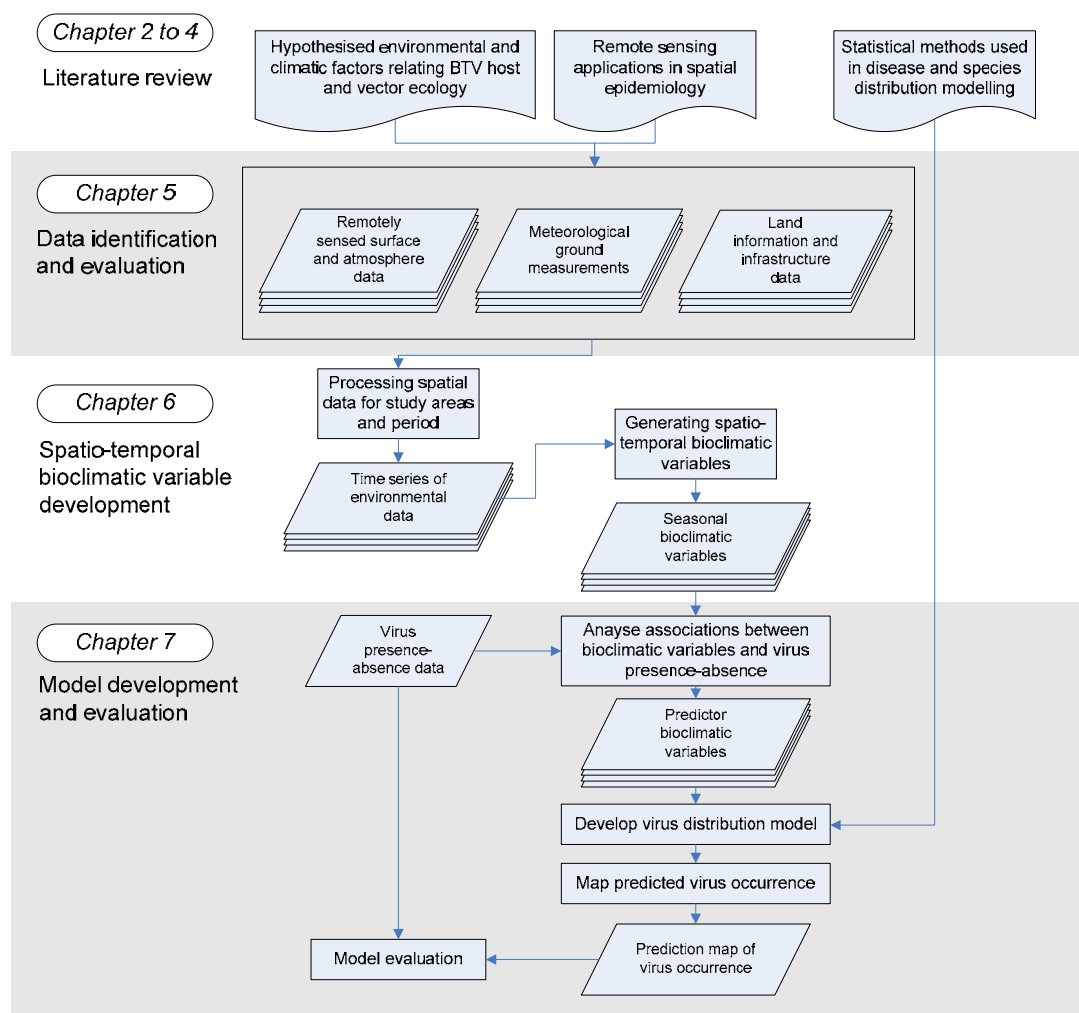 Chapter 2 to 4
Literature review
Hypothesised environmental and
climatic factors relating BTV host
and vector ecology
Remote sensing
applications in spatial
epidemiology
Statistical methods used
in disease and species
distribution modelling
Chapter 5
Data identification
and evaluation
Remotely
sensed surface
and atmosphere
data
Meteorological
ground
measurements
Land
information and
infrastructure
data
Chapter 6
Spatio-temporal
bioclimatic variable
development
Processing spatial
data for study areas
and period
Time series of
environmental
data
Generating spatio-
temporal bioclimatic
variables
Seasonal
bioclimatic
variables
Chapter 7
Model development
and evaluation
Virus
presence-
absence data
Anayse associations between
bioclimatic variables and virus
presence-absence
Predictor
bioclimatic
variables
Develop virus distribution model
Map predicted virus occurrence
Model evaluation
Prediction map of
virus occurrence